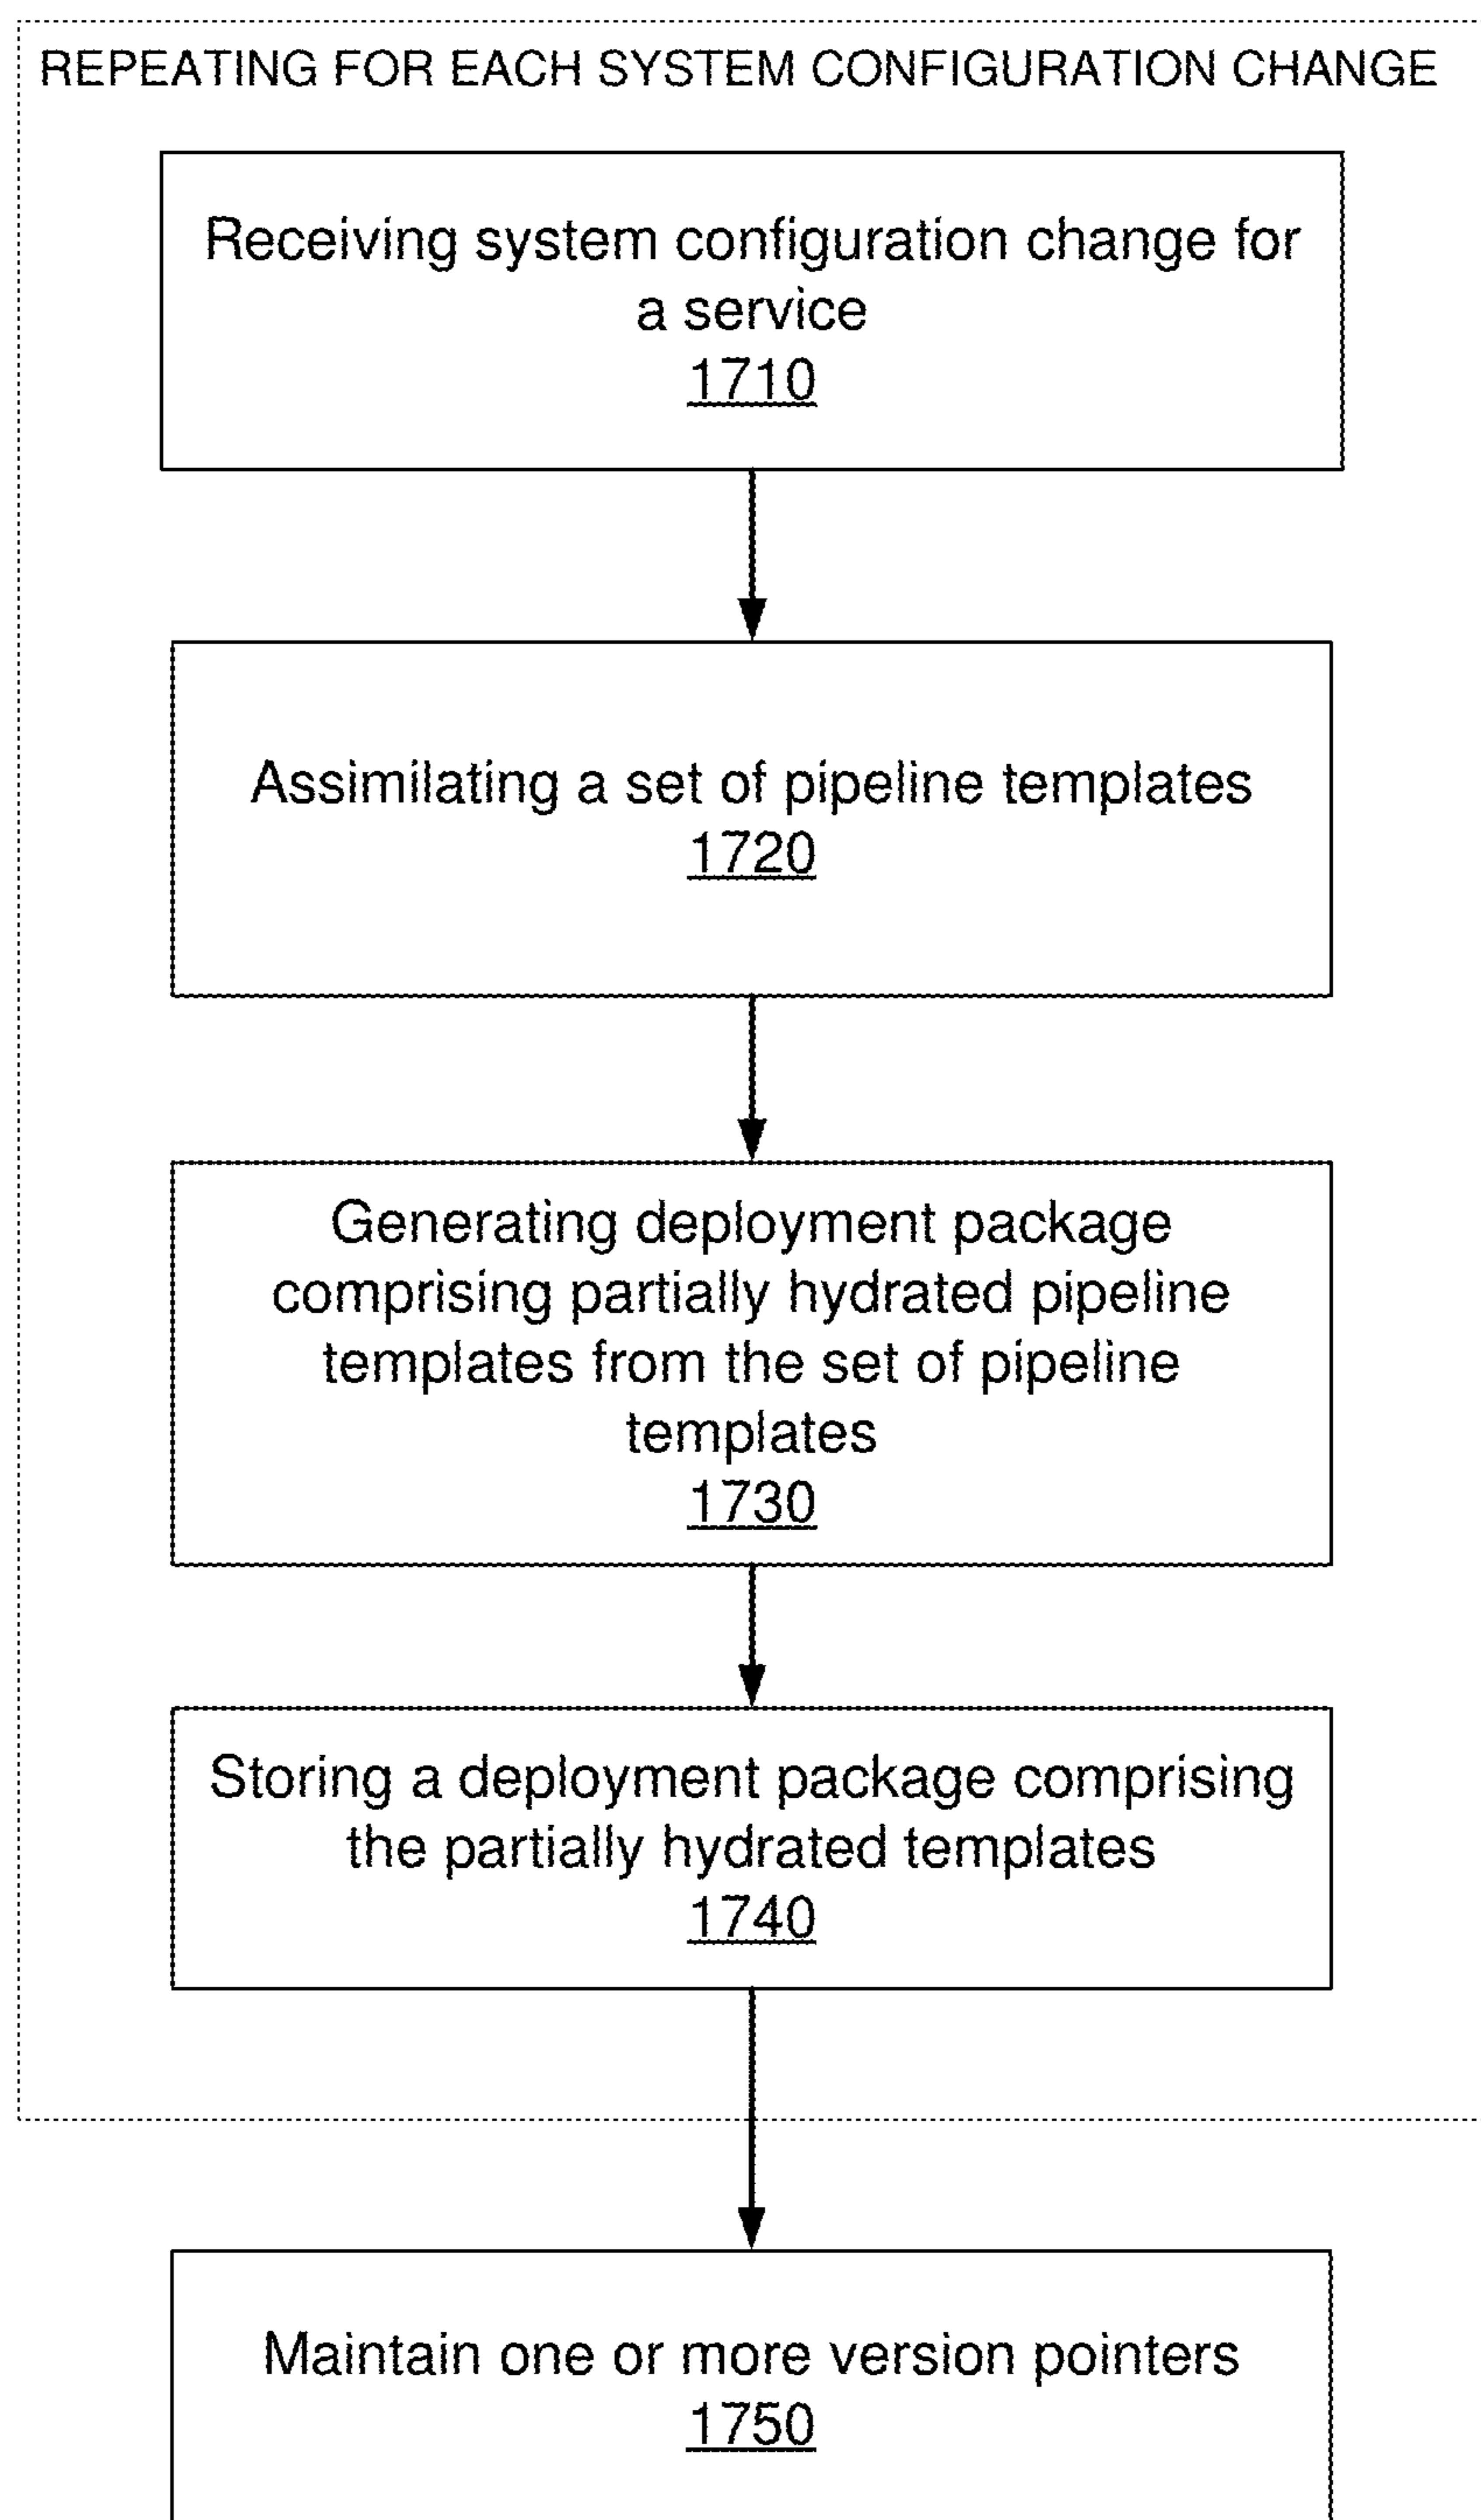 REPEATING FOR EACH SYSTEM CONFIGURATION CHANGE
Receiving system configuration change for
a service
1710
Assimilating a set of pipeline templates
1720
Generating deployment package
comprising partially hydrated pipeline
templates from the set of pipeline
templates
1730
Storing a deployment package comprising
the partially hydrated templates
1740
Maintain one or more version pointers
1750